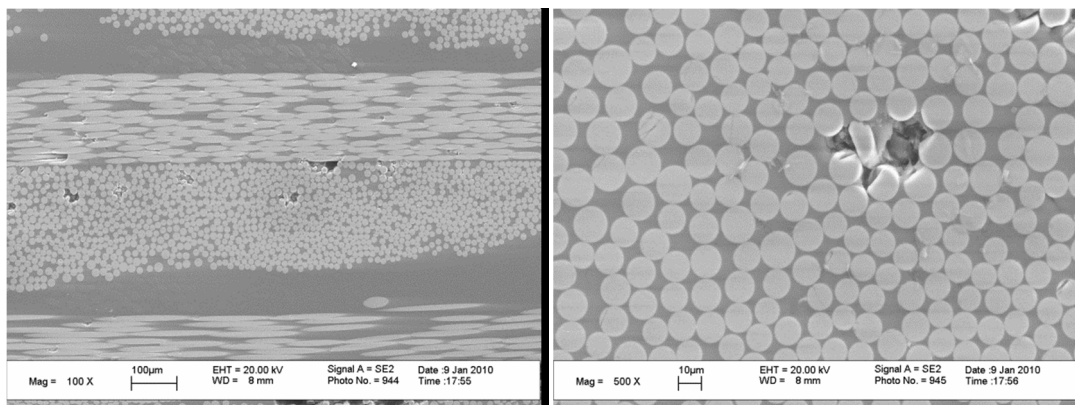 100µm
Mag = 100 X
EHT = 20.00 kV
WD = 8 mm
Signal A = SE2
Photo No. = 944
Date :9 Jan 2010
Time :17:55
10µm
Mag = 500 X
EHT = 20.00 kV
WD = 8 mm
Signal A = SE2
Photo No. = 945
Date :9 Jan 2010
Time :17:56